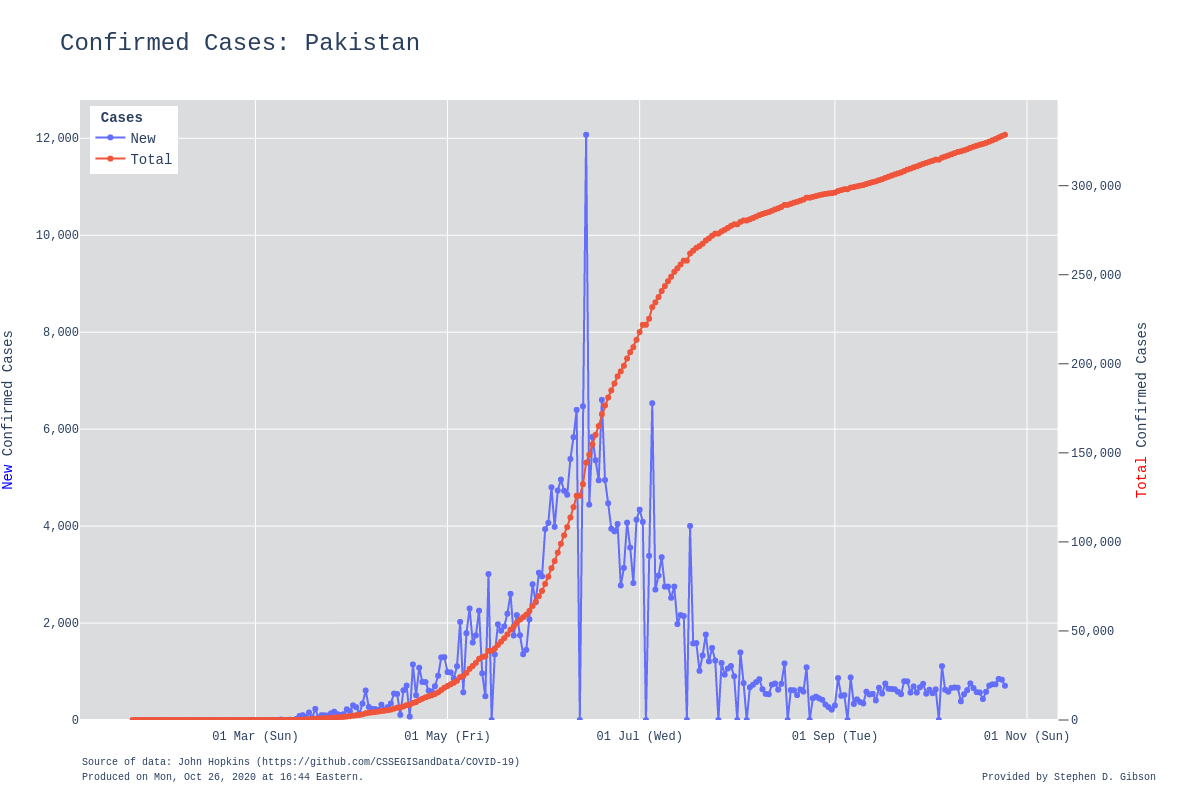 Confirmed Cases: Pakistan
Cases
New
Total
12,000
10,000
8,000
6,000
4,000
2,000
0
New Confirmed Cases
300,000
250,000
200,000
150,000
100,000
50,000
0
Total Confirmed Cases
01 Mar (Sun)
01 May (Fri)
01 Jul (Wed)
01 Sep (Tue)
01 Nov (Sun)
Source of data: John Hopkins (https://github.com/CSSEGISandData/COVID-19)
Produced on Mon, Oct 26, 2020 at 16:44 Eastern.
Provided by Stephen D. Gibson